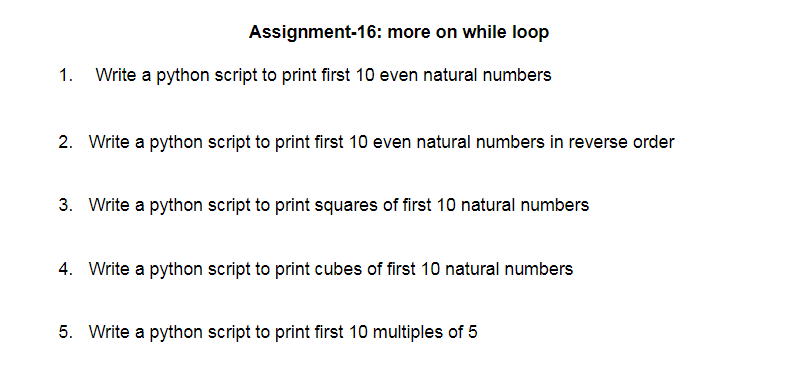 Assignment-16: more on while loop
1. Write a python script to print first 10 even natural numbers
2. Write a python script to print first 10 even natural numbers in reverse order
3. Write a python script to print squares of first 10 natural numbers
4. Write a python script to print cubes of first 10 natural numbers
5. Write a python script to print first 10 multiples of 5